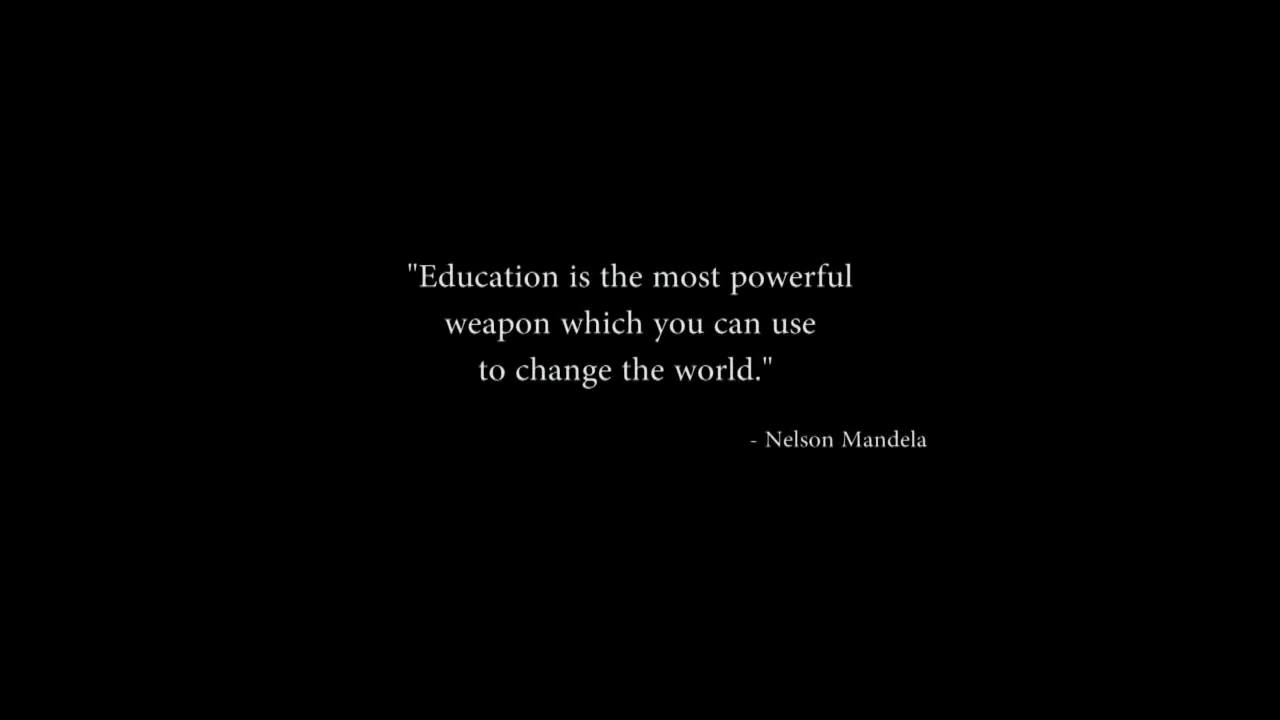 "Education is the most powerful
weapon which you can use
to change the world."
- Nelson Mandela